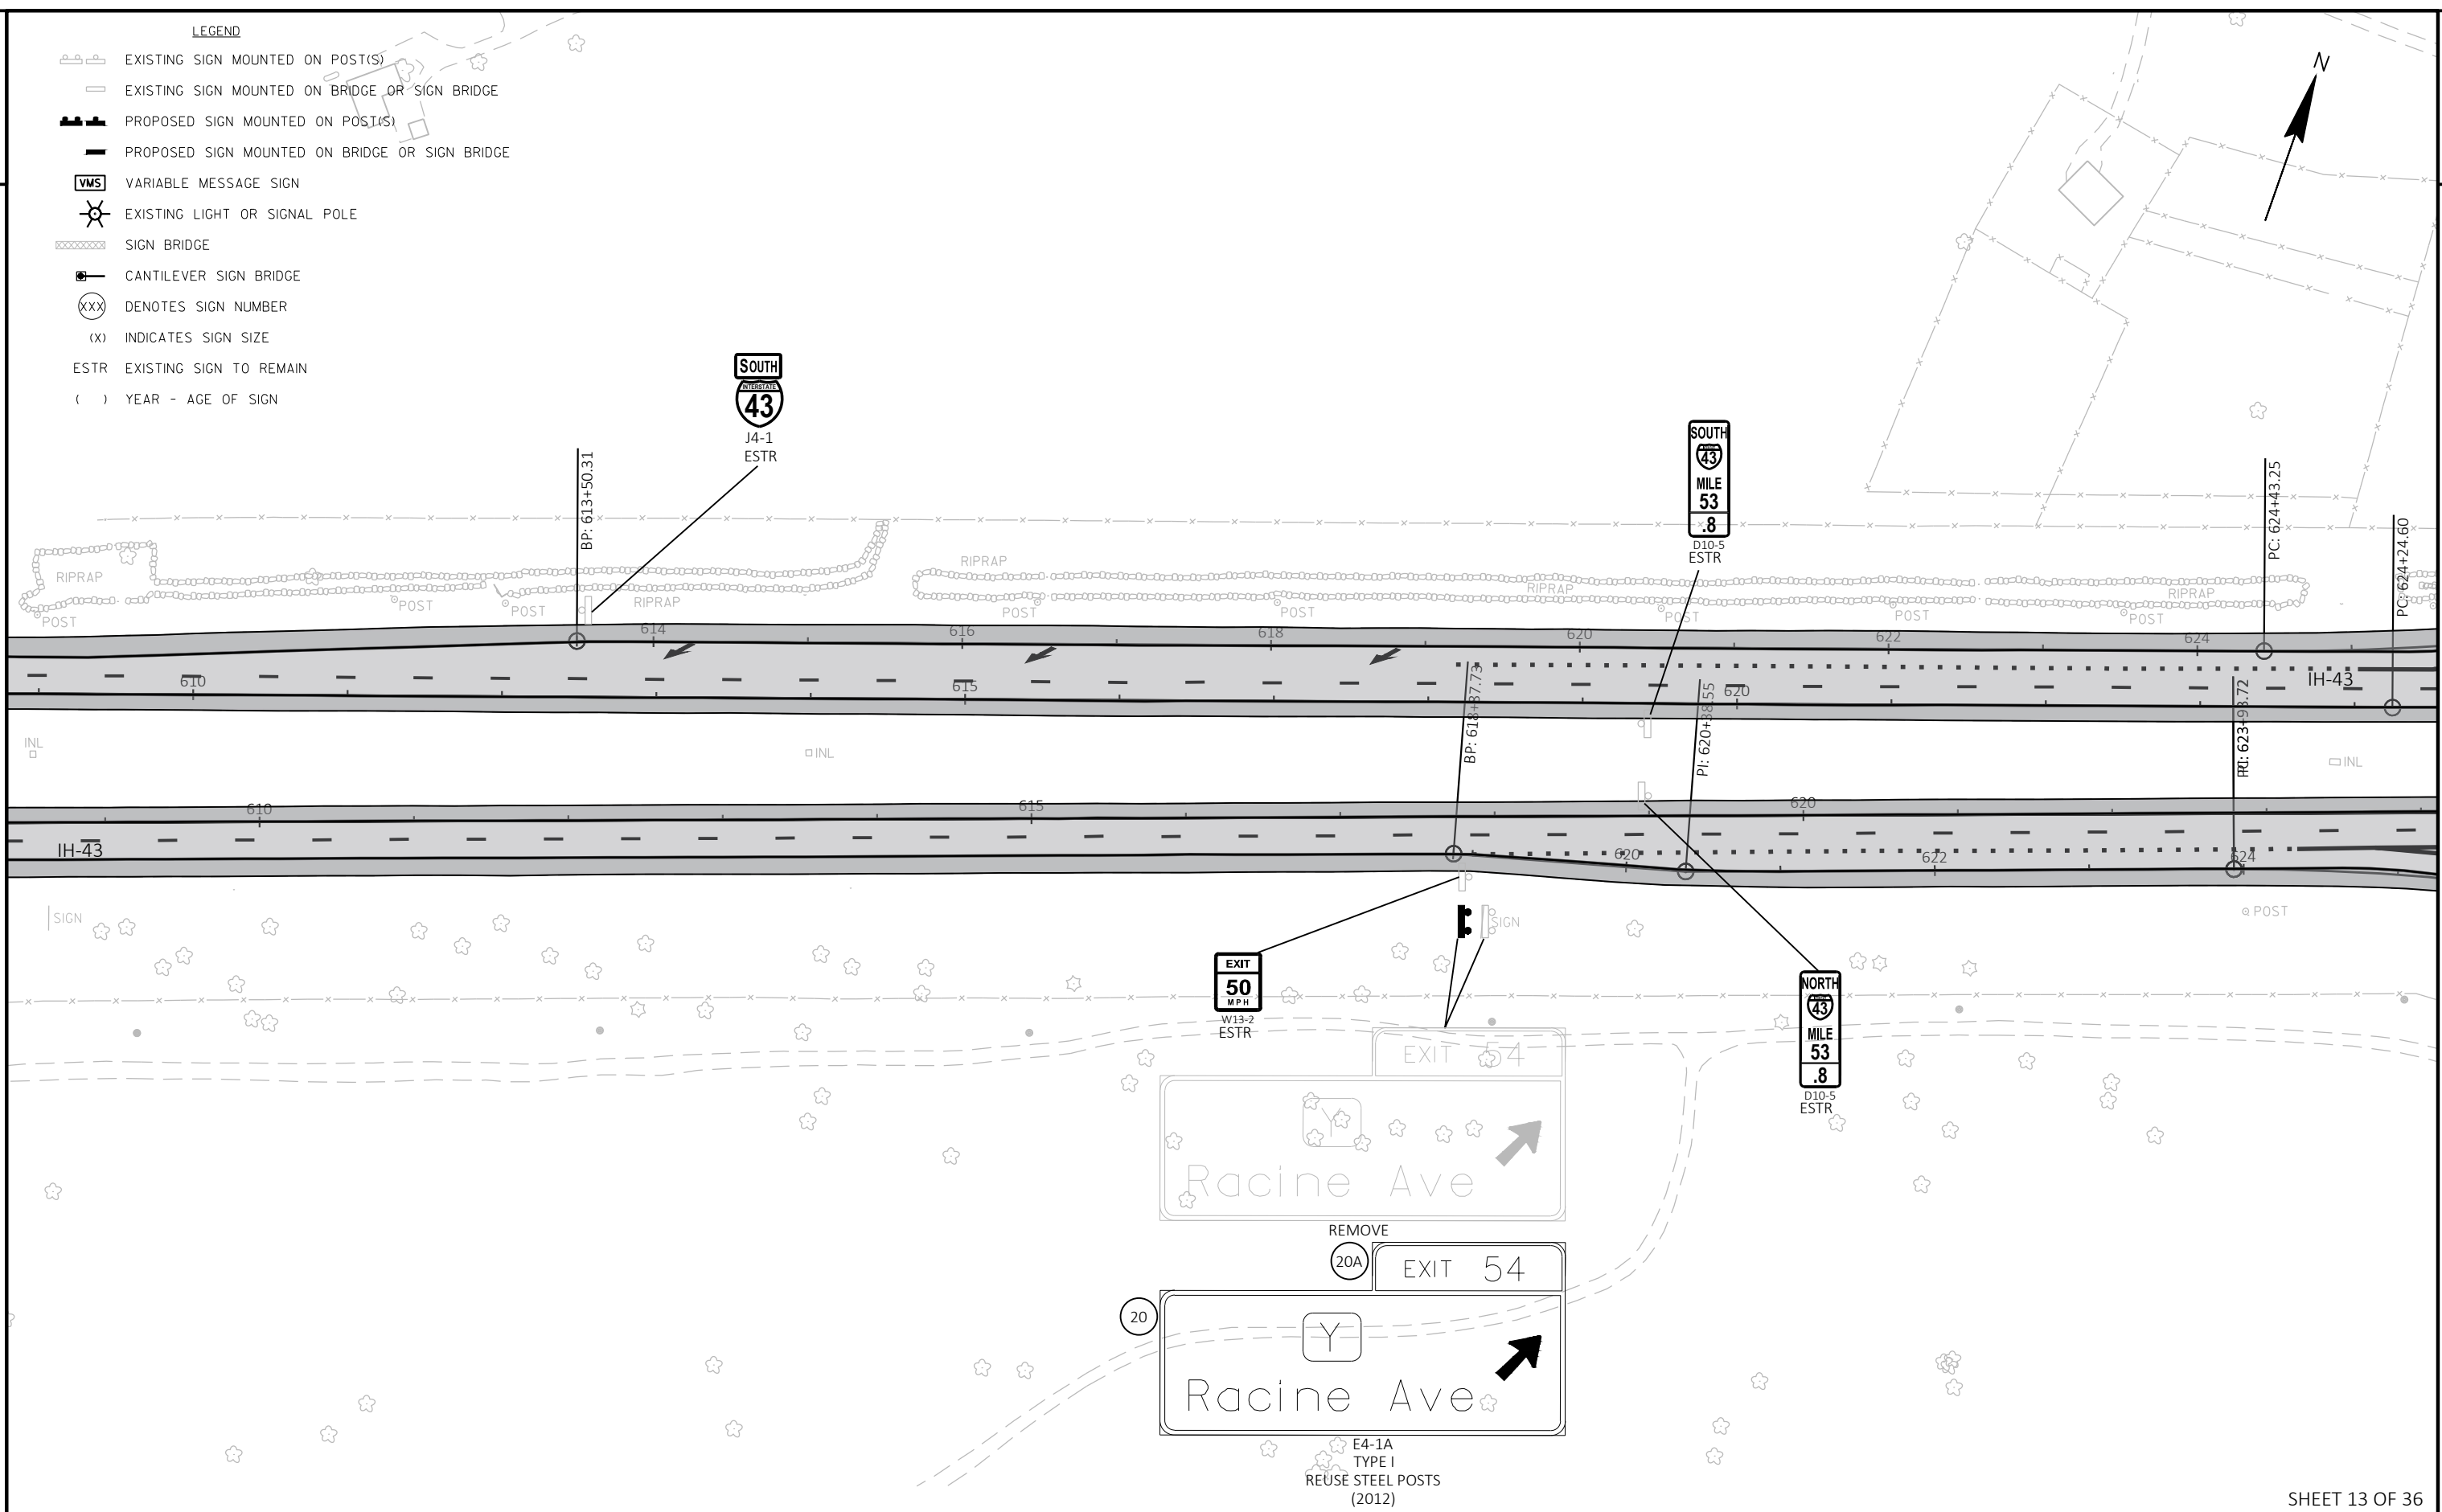 LEGEND
EXISTING SIGN MOUNTED ON POST(S)
EXISTING SIGN MOUNTED ON BRIDGE OR SIGN BRIDGE
PROPOSED SIGN MOUNTED ON POST(S)
PROPOSED SIGN MOUNTED ON BRIDGE OR SIGN BRIDGE
VMS VARIABLE MESSAGE SIGN
EXISTING LIGHT OR SIGNAL POLE
SIGN BRIDGE
CANTILEVER SIGN BRIDGE
XXX DENOTES SIGN NUMBER
(X) INDICATES SIGN SIZE
ESTR EXISTING SIGN TO REMAIN
( ) YEAR - AGE OF SIGN
N
SOUTH
INTERSTATE
43
J4-1
ESTR
SOUTH
43
MILE
53
.8
D10-5
ESTR
BP: 613+50.31
PC: 624+43.25
PC: 624+24.60
RIPRAP
POST
POST
POST
RIPRAP
RIPRAP
POST
POST
RIPRAP
POST
POST
POST
RIPRAP
614
616
618
620
622
624
610
615
620
IH-43
BP: 618+87.73
PI: 620+38.55
623+93.72
INL
INL
INL
610
615
620
IH-43
620
622
624
SIGN
SIGN
POST
EXIT
50
MPH
W13-2
ESTR
NORTH
43
MILE
53
.8
D10-5
ESTR
EXIT 54
Y
Racine Ave
REMOVE
20A
EXIT 54
20
Y
Racine Ave
E4-1A
TYPE I
REUSE STEEL POSTS
(2012)
SHEET 13 OF 36